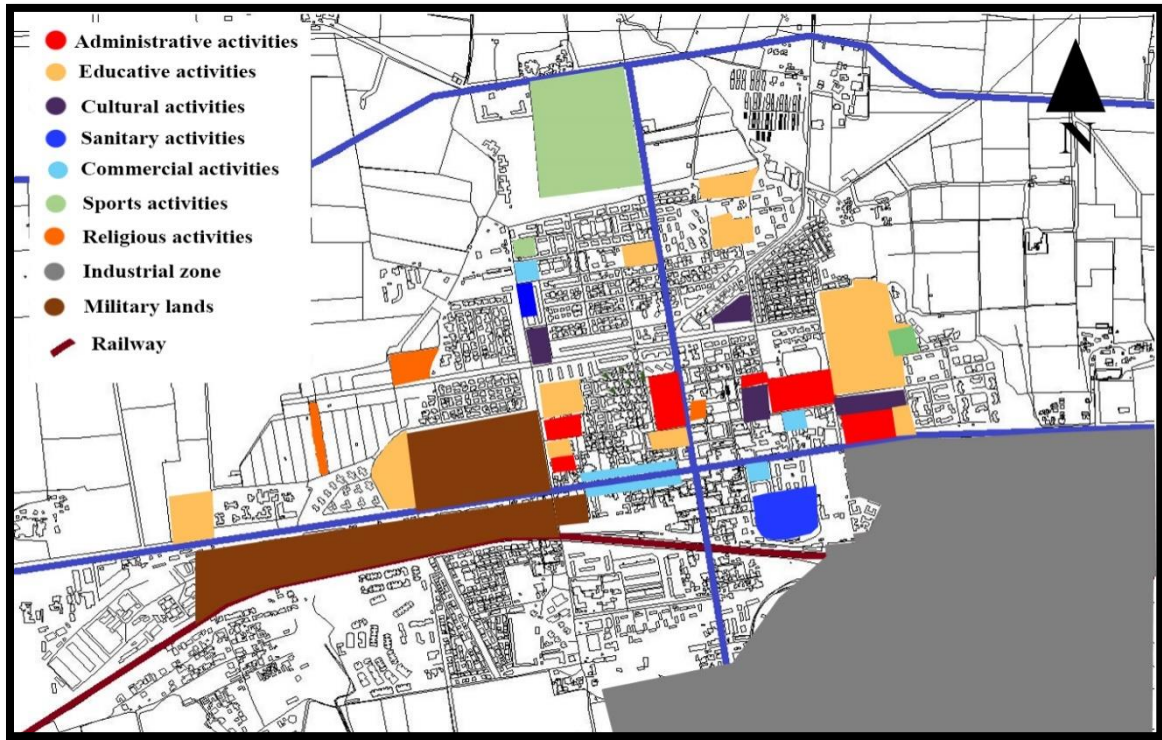 Administrative activities
Educative activities
Cultural activities
Sanitary activities
Commercial activities
Sports activities
Religious activities
Industrial zone
Military lands
Railway
N